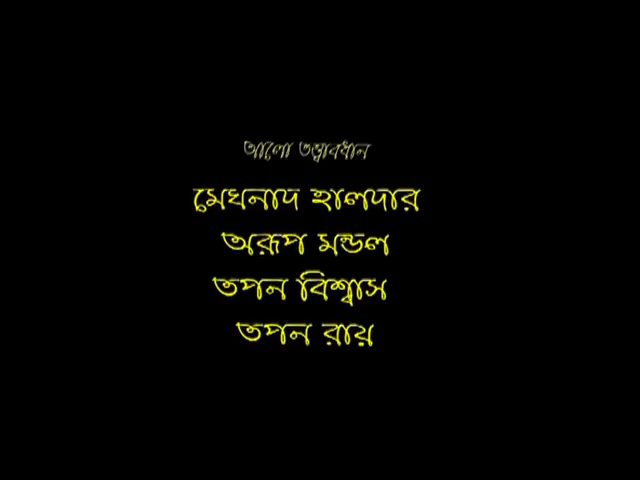 আলো তত্ত্বাবধান
মেঘনাদ হালদার
অরূপ মন্ডল
তপন বিশ্বাস
তপন রায়